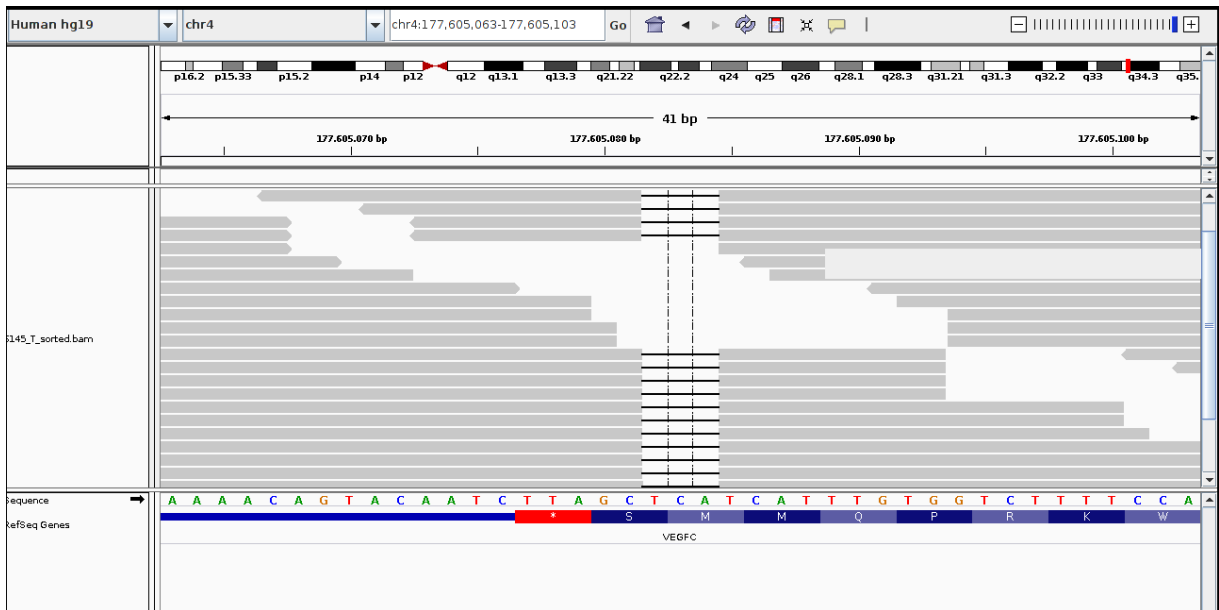 Human hg19 chr4 chr4:177,605,063-177,605,103 Go
p16.2 p15.33 p15.2 p14 p12 q12 q13.1 q13.3 q21.22 q22.2 q24 q25 q26 q28.1 q28.3 q31.21 q31.3 q32.2 q33 q34.3 q35.
41 bp
177.605.070 bp 177.605.080 bp 177.605.090 bp 177.605.100 bp
S145_T_sorted.bam
Sequence A A A A C A G T A C A A T C T T A G C T C A T C A T T T G T G G T C T T T T C C A
RefSeq Genes * S M M Q P R K W
VEGFC